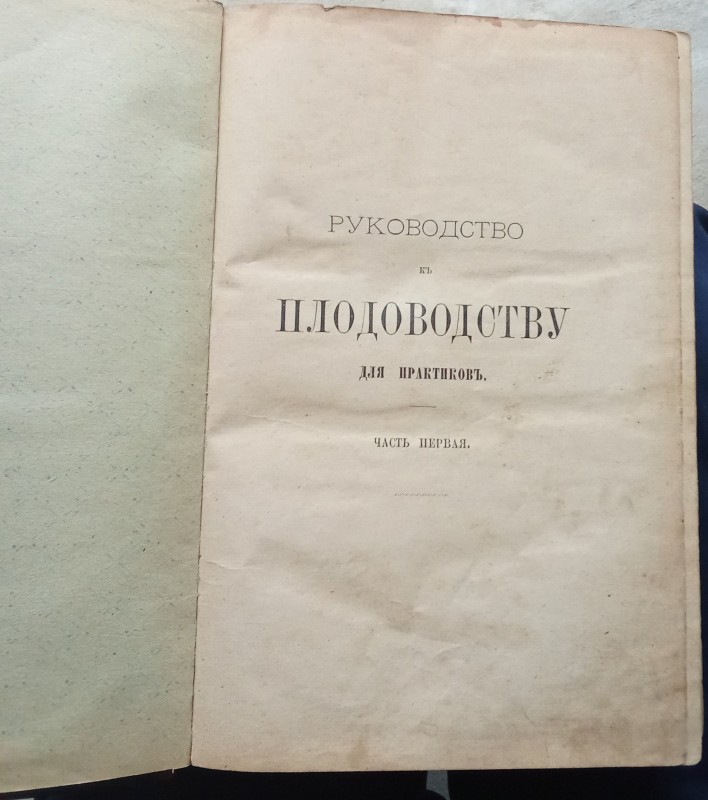 РУКОВОДСТВО
КЪ
ПЛОДОВОДСТВУ
ДЛЯ ПРАКТИКОВЪ.
ЧАСТЬ ПЕРВАЯ.